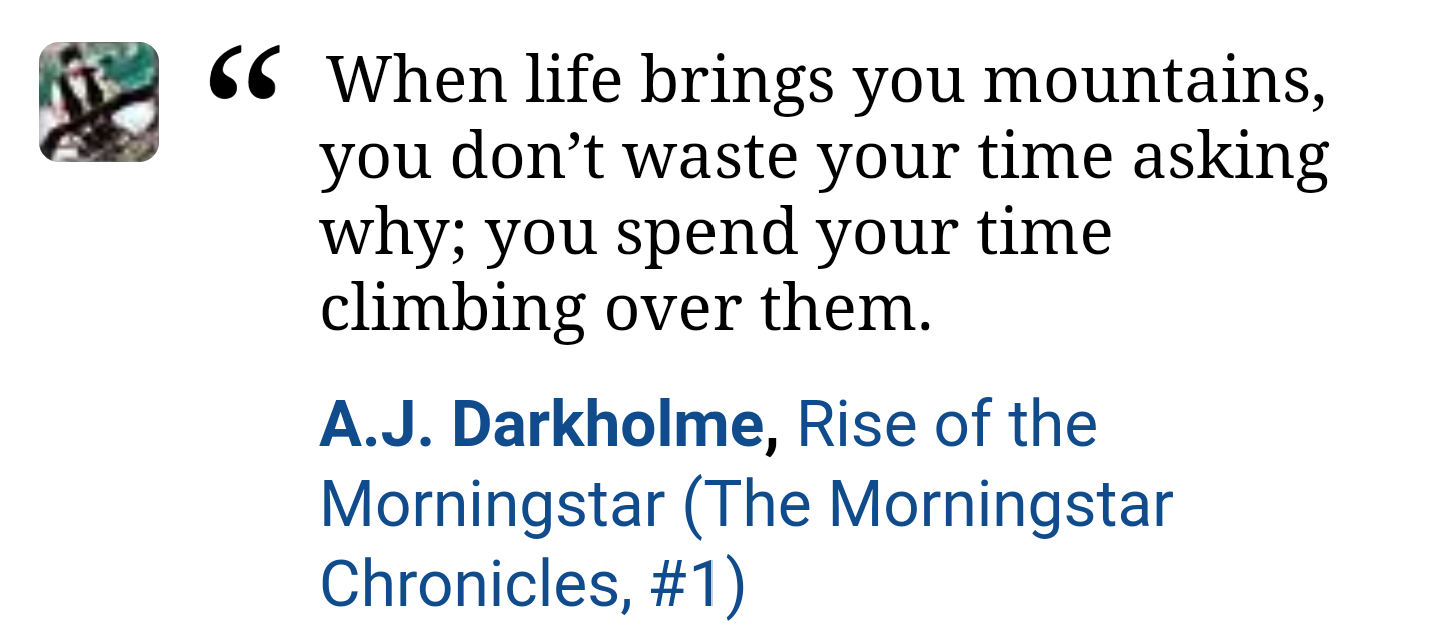 “ When life brings you mountains,
you don’t waste your time asking
why; you spend your time
climbing over them.
A.J. Darkholme, Rise of the
Morningstar (The Morningstar
Chronicles, #1)